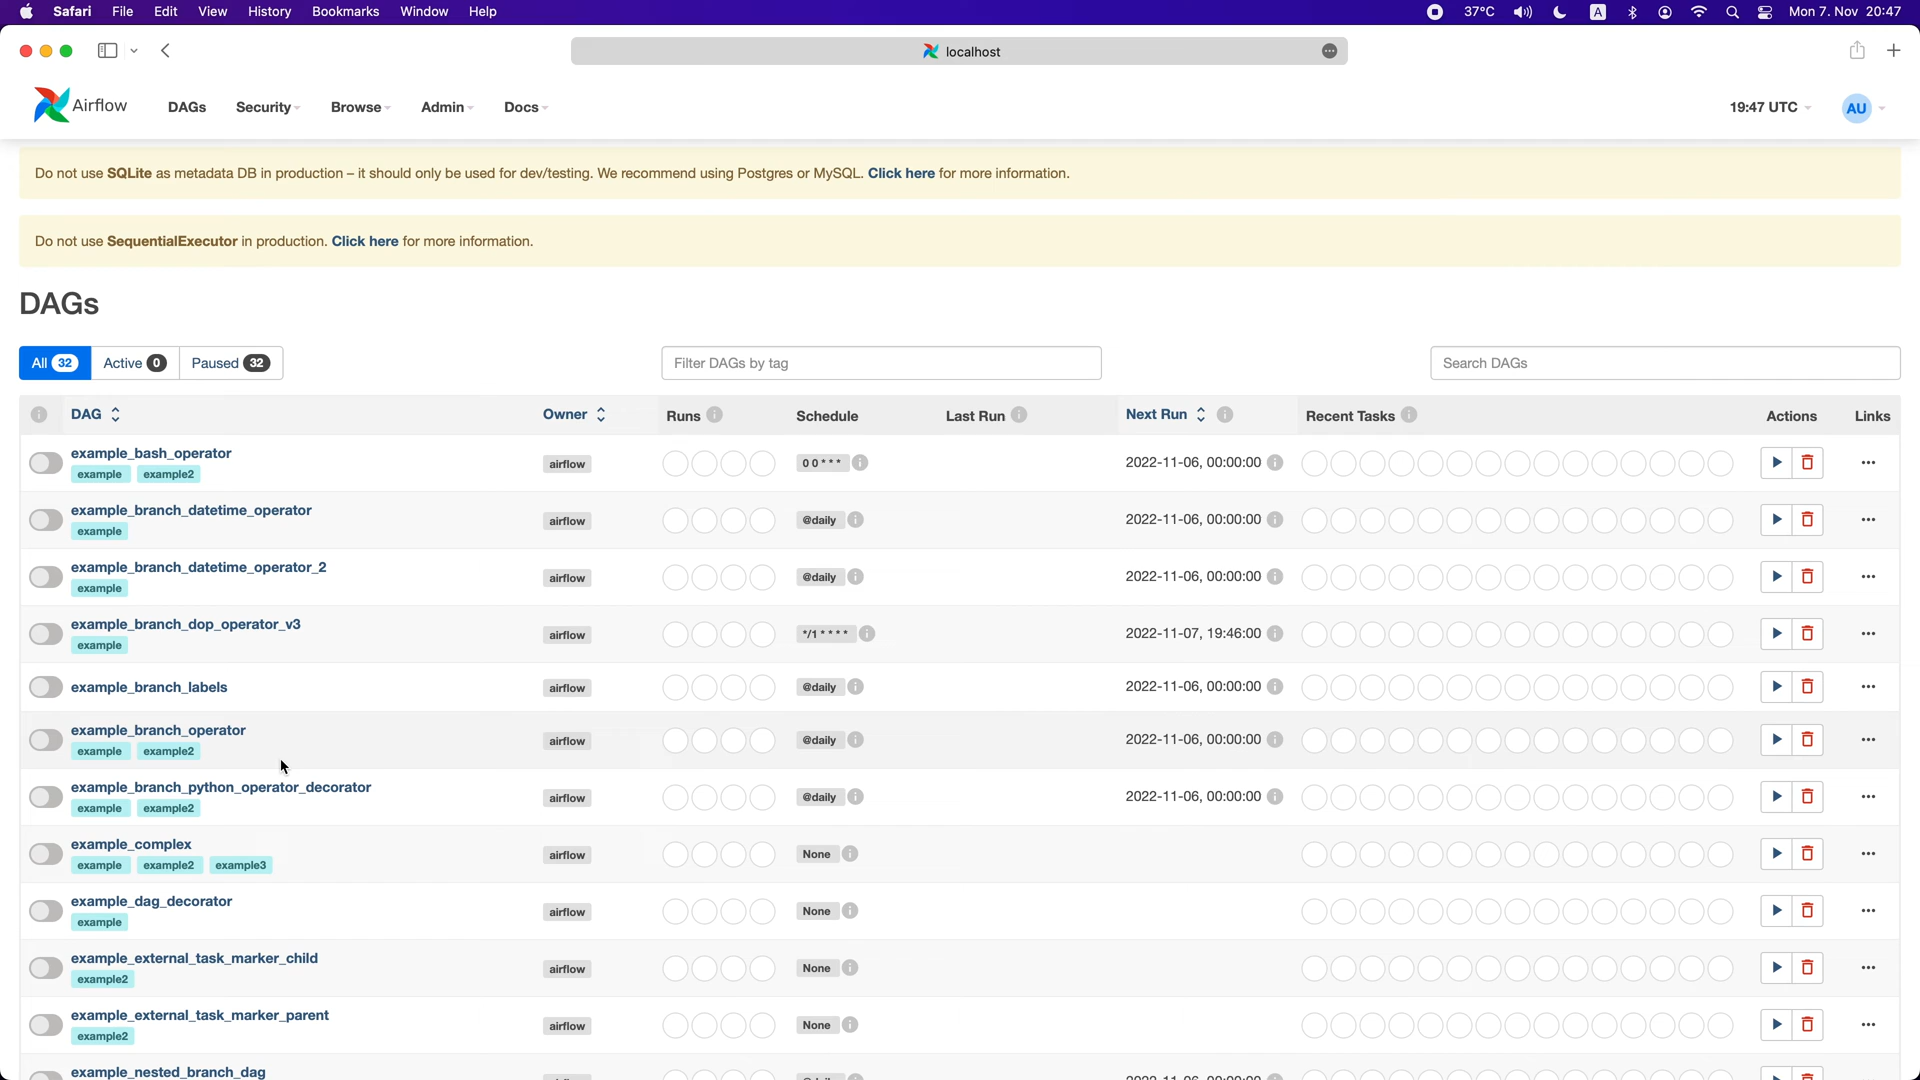 Safari File Edit View History Bookmarks Window Help 37°C A Mon 7. Nov 20:47
localhost
Airflow DAGs Security Browse Admin Docs 19:47 UTC AU
Do not use SQLite as metadata DB in production – it should only be used for dev/testing. We recommend using Postgres or MySQL. Click here for more information.
Do not use SequentialExecutor in production. Click here for more information.
DAGs
All 32 Active 0 Paused 32 Filter DAGs by tag Search DAGs
DAG Owner Runs Schedule Last Run Next Run Recent Tasks Actions Links
example_bash_operator
airflow 0 0 * * * 2022-11-06, 00:00:00
example example2
example_branch_datetime_operator
airflow @daily 2022-11-06, 00:00:00
example
example_branch_datetime_operator_2
airflow @daily 2022-11-06, 00:00:00
example
example_branch_dop_operator_v3
airflow */1 * * * * 2022-11-07, 19:46:00
example
example_branch_labels airflow @daily 2022-11-06, 00:00:00
example_branch_operator
airflow @daily 2022-11-06, 00:00:00
example example2
example_branch_python_operator_decorator
airflow @daily 2022-11-06, 00:00:00
example example2
example_complex
airflow None
example example2 example3
example_dag_decorator
airflow None
example
example_external_task_marker_child
airflow None
example2
example_external_task_marker_parent
airflow None
example2
example_nested_branch_dag